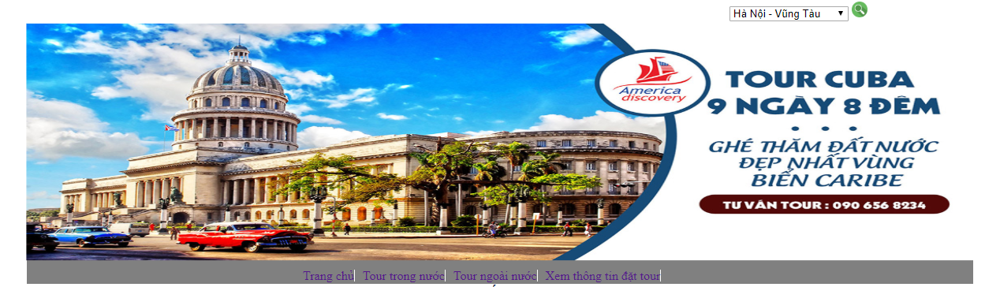 Hà Nội - Vũng Tàu
America
discovery
TOUR CUBA
9 NGÀY 8 ĐÊM
GHÉ THĂM ĐẤT NƯỚC
ĐẸP NHẤT VÙNG
BIỂN CARIBE
TƯ VẤN TOUR : 090 656 8234
Trang chủ Tour trong nước Tour ngoài nước Xem thông tin đặt tour